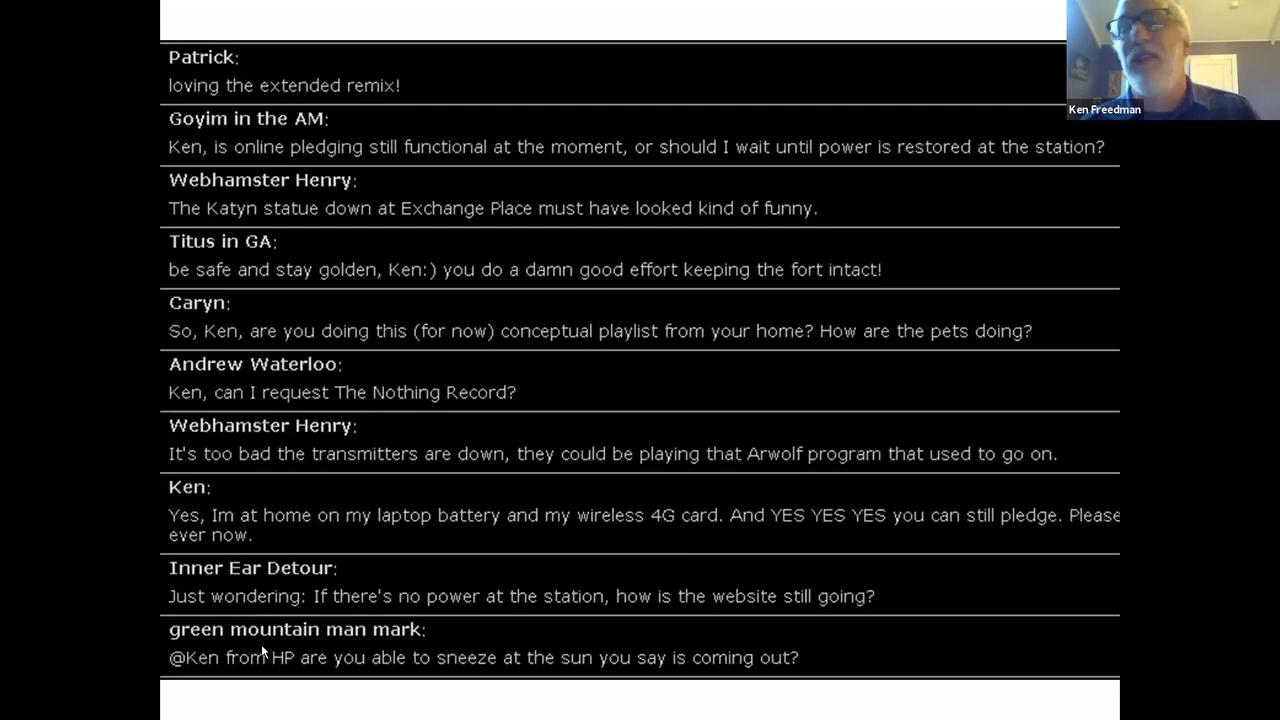 Patrick:
loving the extended remix!
Goyim in the AM:
Ken, is online pledging still functional at the moment, or should I wait until power is restored at the station?
Webhamster Henry:
The Katyn statue down at Exchange Place must have looked kind of funny.
Titus in GA:
be safe and stay golden, Ken:) you do a damn good effort keeping the fort intact!
Caryn:
So, Ken, are you doing this (for now) conceptual playlist from your home? How are the pets doing?
Andrew Waterloo:
Ken, can I request The Nothing Record?
Webhamster Henry:
It's too bad the transmitters are down, they could be playing that Arwolf program that used to go on.
Ken:
Yes, Im at home on my laptop battery and my wireless 4G card. And YES YES YES you can still pledge. Please
ever now.
Inner Ear Detour:
Just wondering: If there's no power at the station, how is the website still going?
green mountain man mark:
@Ken from HP are you able to sneeze at the sun you say is coming out?
Ken Freedman